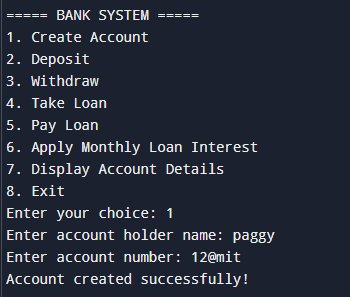 ===== BANK SYSTEM =====
1. Create Account
2. Deposit
3. Withdraw
4. Take Loan
5. Pay Loan
6. Apply Monthly Loan Interest
7. Display Account Details
8. Exit
Enter your choice: 1
Enter account holder name: paggy
Enter account number: 12@mit
Account created successfully!